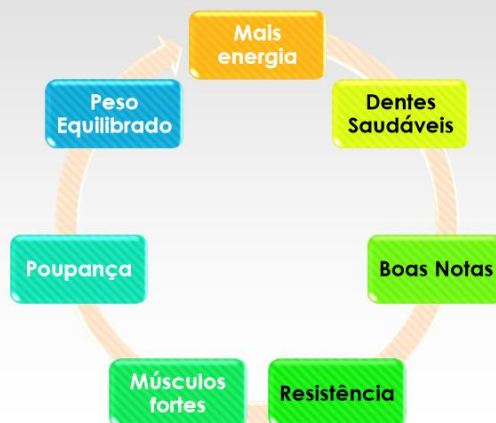 Mais
energia
Dentes
Saudáveis
Boas Notas
Resistência
Músculos
fortes
Poupança
Peso
Equilibrado